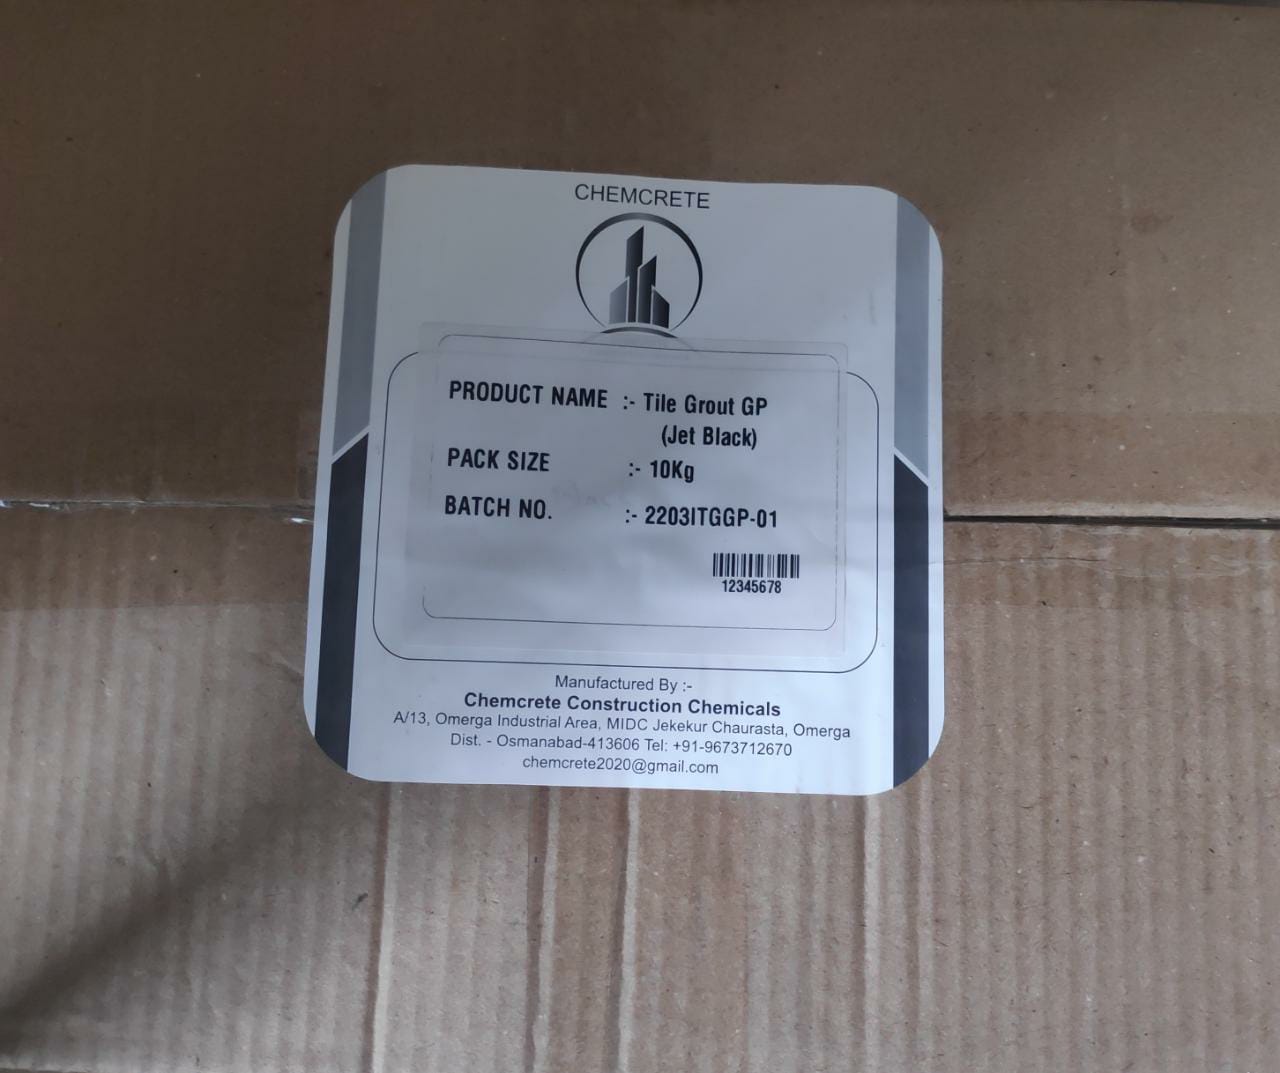 CHEMCRETE
PRODUCT NAME :- Tile Grout GP
(Jet Black)
PACK SIZE :- 10Kg
BATCH NO. :- 2203ITGGP-01
12345678
Manufactured By :-
Chemcrete Construction Chemicals
A/13, Omerga Industrial Area, MIDC Jekekur Chaurasta, Omerga
Dist. - Osmanabad-413606 Tel: +91-9673712670
chemcrete2020@gmail.com